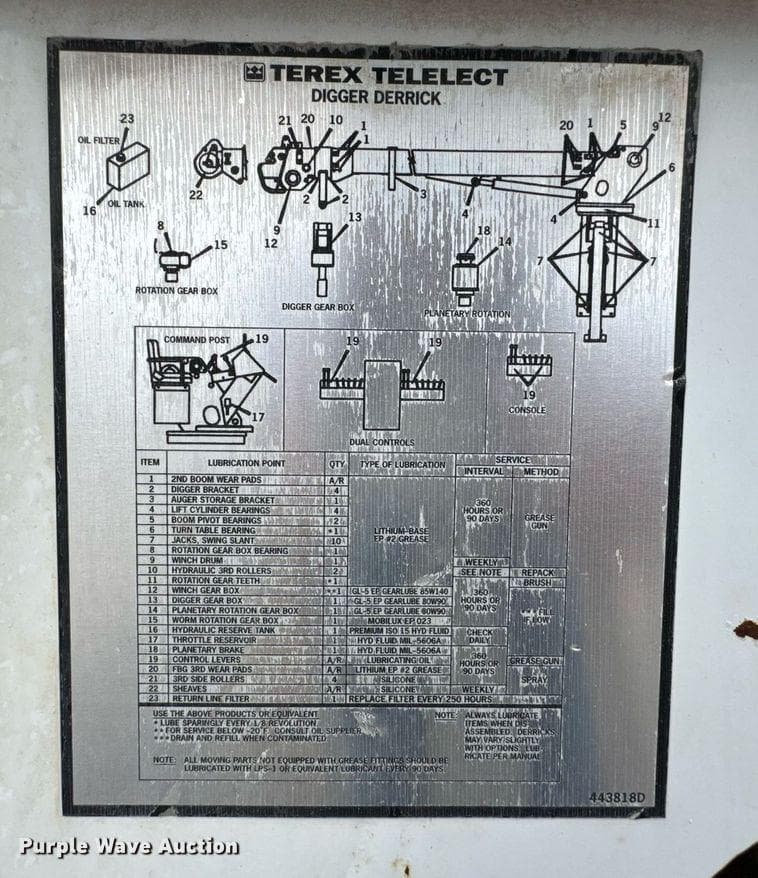 TEREX TELELECT
DIGGER DERRICK
23
OIL FILTER
16
OIL TANK
22
21 20 10 1
1
9
12
2 2
3
4
20 1 5 9 12
6
4
11
7 7
8
15
ROTATION GEAR BOX
13
DIGGER GEAR BOX
18
14
PLANETARY ROTATION
COMMAND POST
19
17
19 19
DUAL CONTROLS
19
CONSOLE
ITEM LUBRICATION POINT QTY TYPE OF LUBRICATION SERVICE
INTERVAL METHOD
1 2ND BOOM WEAR PADS A/R
2 DIGGER BRACKET 4
3 AUGER STORAGE BRACKET 1
4 LIFT CYLINDER BEARINGS 4
5 BOOM PIVOT BEARINGS 2
6 TURN TABLE BEARING *1
7 JACKS, SWING SLANT 10
8 ROTATION GEAR BOX BEARING 1
9 WINCH DRUM 1
10 HYDRAULIC 3RD ROLLERS 2
11 ROTATION GEAR TEETH *1
LITHIUM-BASE
EP #2 GREASE
360
HOURS OR
90 DAYS
GREASE
GUN
WEEKLY
SEE NOTE REPACK
BRUSH
12 WINCH GEAR BOX **1 GL-5 EP GEARLUBE 85W140
13 DIGGER GEAR BOX 1 GL-5 EP GEARLUBE 80W90
14 PLANETARY ROTATION GEAR BOX 1 GL-5 EP GEARLUBE 80W90
15 WORM ROTATION GEAR BOX 1 MOBILUX EP 023
360
HOURS OR
90 DAYS
*** FILL
IF LOW
16 HYDRAULIC RESERVE TANK 1 PREMIUM ISO 15 HYD FLUID
17 THROTTLE RESERVOIR 1 HYD FLUID MIL-5606A
CHECK
DAILY
18 PLANETARY BRAKE 1 HYD FLUID MIL-5606A
19 CONTROL LEVERS A/R LUBRICATING OIL
20 FBG 3RD WEAR PADS A/R LITHIUM EP #2 GREASE
21 3RD SIDE ROLLERS 4 SILICONE
360
HOURS OR
90 DAYS
GREASE GUN
SPRAY
22 SHEAVES A/R SILICONE WEEKLY
23 RETURN LINE FILTER 1 REPLACE FILTER EVERY 250 HOURS
USE THE ABOVE PRODUCTS OR EQUIVALENT
* LUBE SPARINGLY EVERY 1/8 REVOLUTION
** FOR SERVICE BELOW -20°F CONSULT OIL SUPPLIER
*** DRAIN AND REFILL WHEN CONTAMINATED
NOTE: ALWAYS LUBRICATE
ITEMS WHEN DIS
ASSEMBLED. DERRICKS
MAY VARY SLIGHTLY
WITH OPTIONS. LUB
RICATE PER MANUAL
NOTE: ALL MOVING PARTS NOT EQUIPPED WITH GREASE FITTINGS SHOULD BE
LUBRICATED WITH LPS-1 OR EQUIVALENT LUBRICANT EVERY 90 DAYS.
443818D
Purple Wave Auction